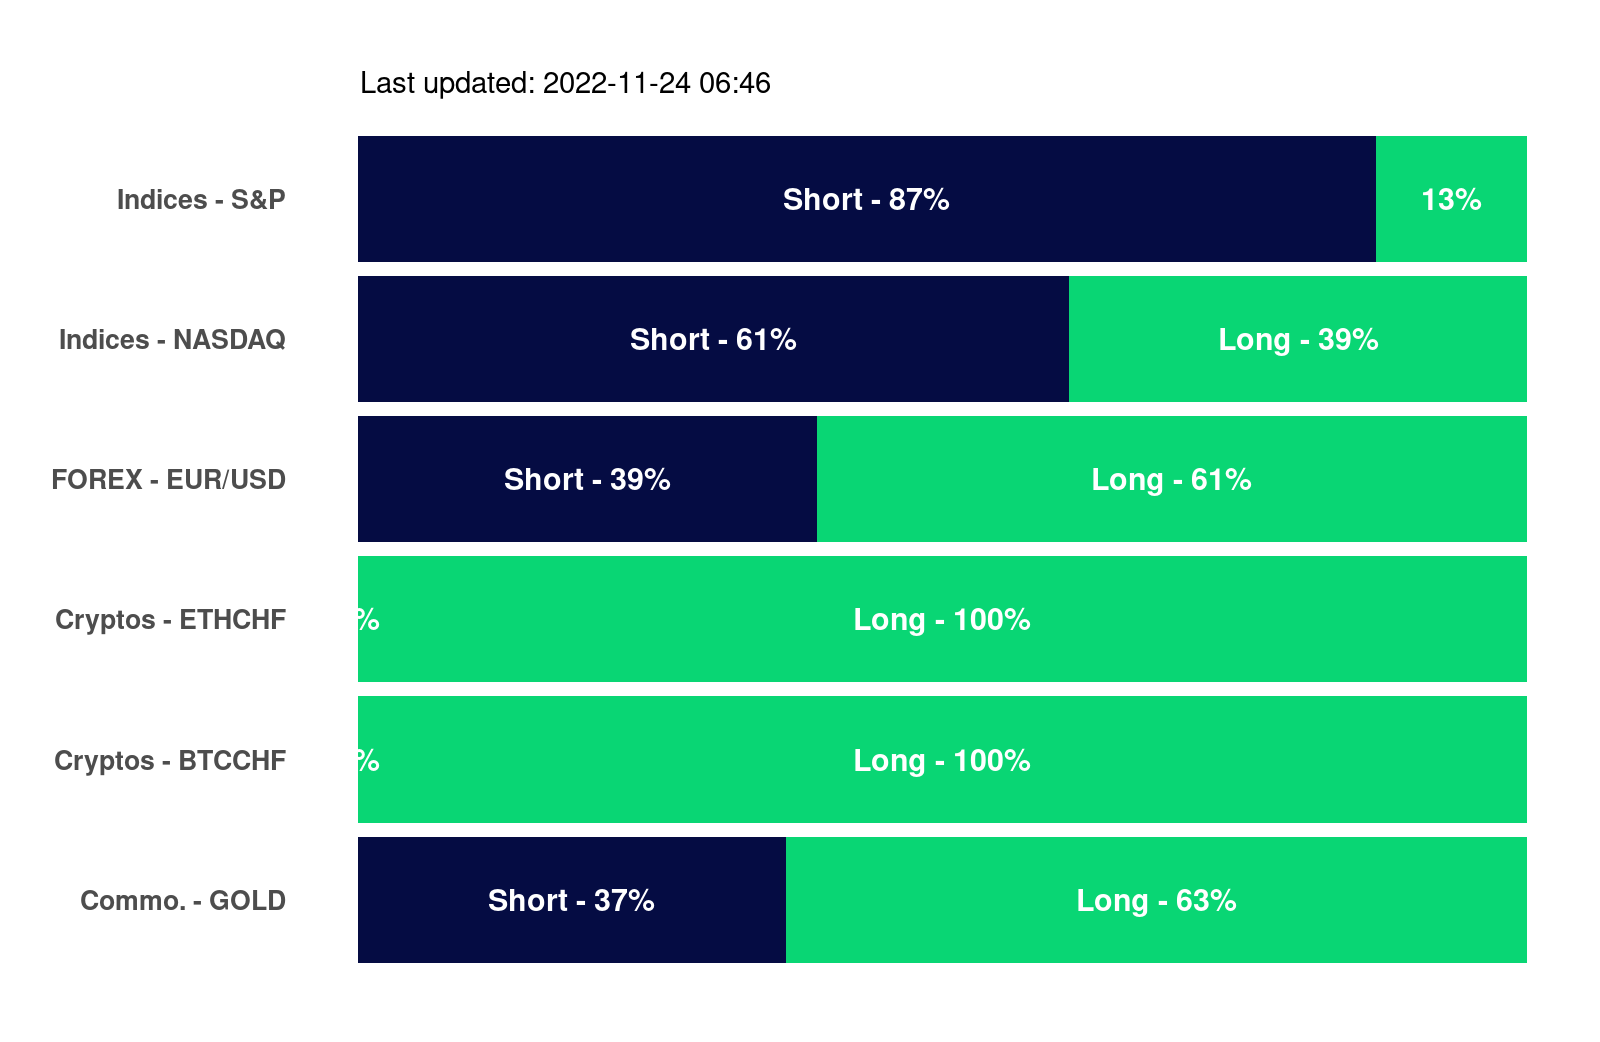 Last updated: 2022-11-24 06:46
Indices - S&P
Short - 87%
13%
Indices - NASDAQ
Short - 61%
Long - 39%
FOREX - EUR/USD
Short - 39%
Long - 61%
Cryptos - ETHCHF
%
Long - 100%
Cryptos - BTCCHF
%
Long - 100%
Commo. - GOLD
Short - 37%
Long - 63%